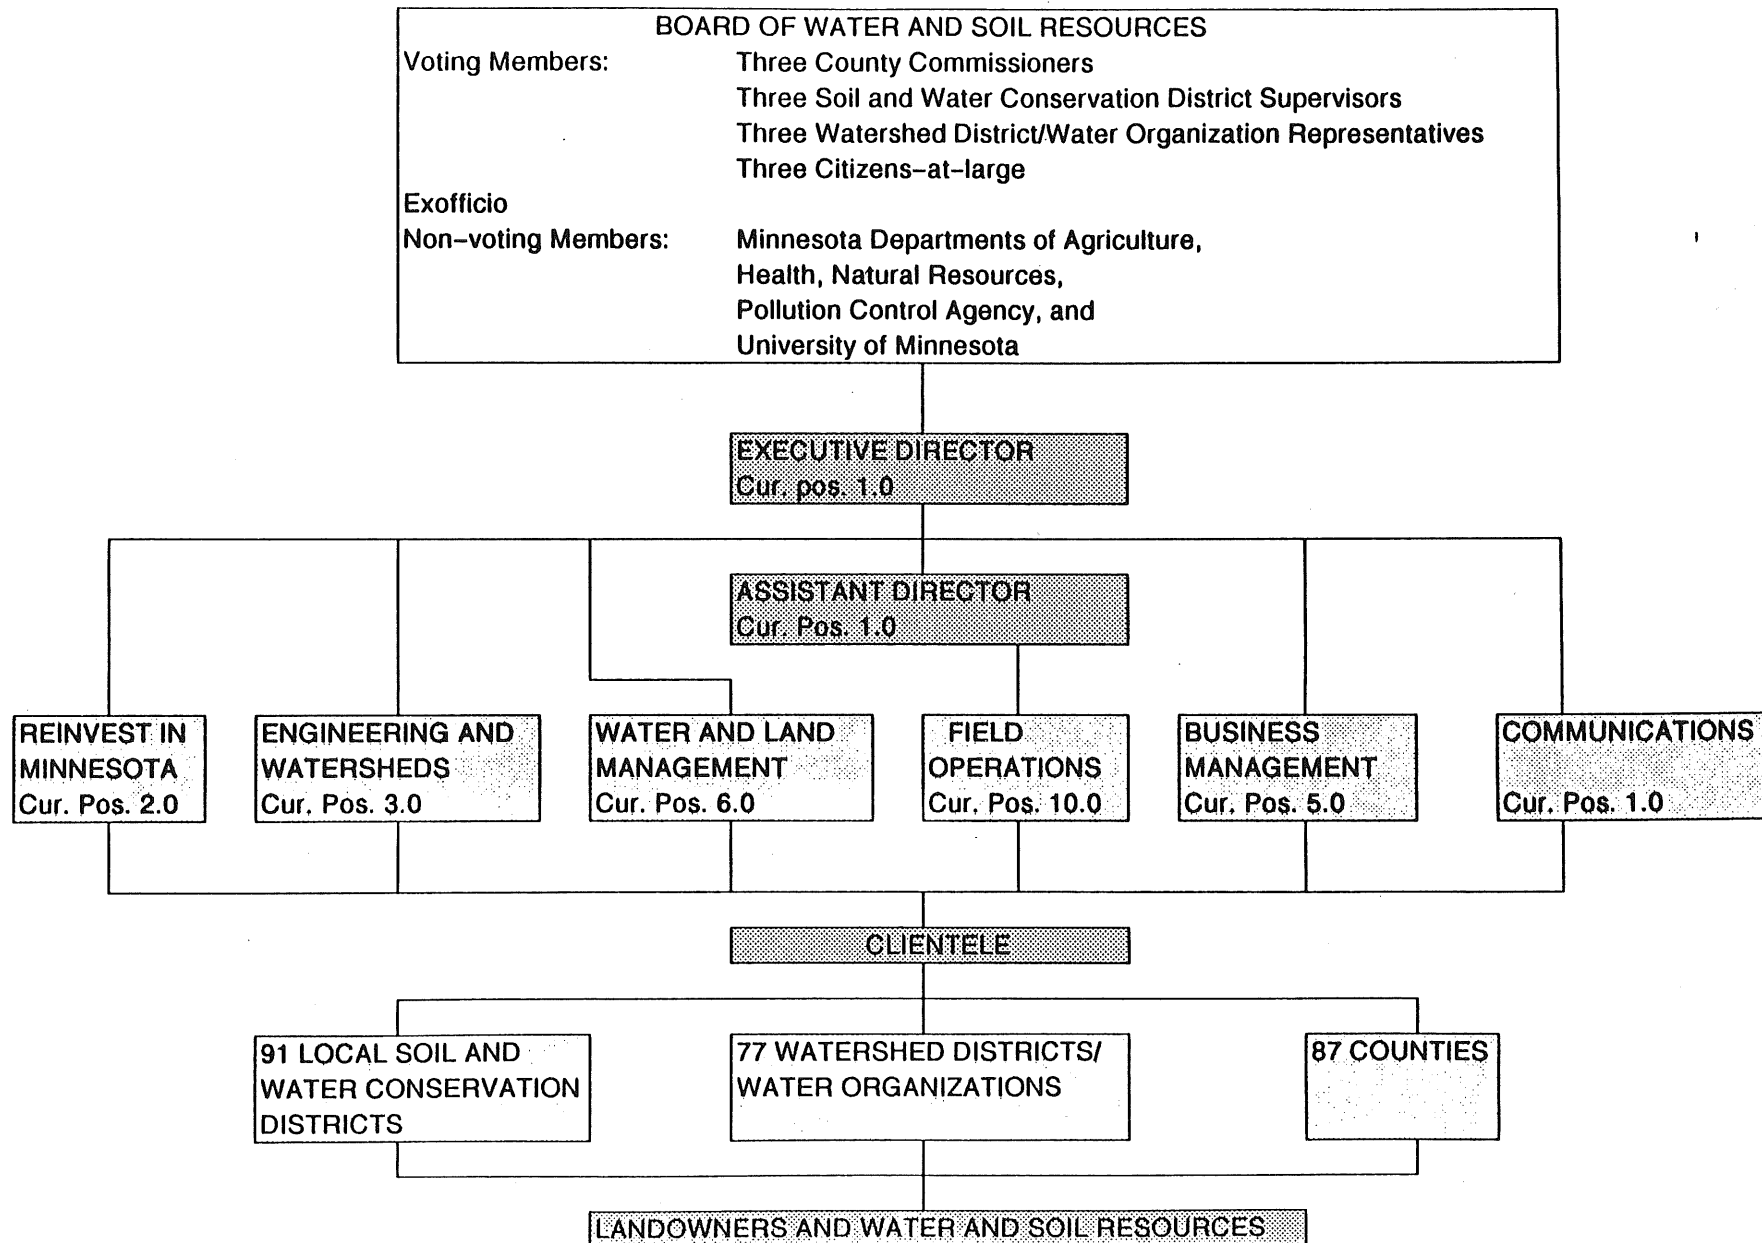 BOARD OF WATER AND SOIL RESOURCES
Voting Members: Three County Commissioners
Three Soil and Water Conservation District Supervisors
Three Watershed District/Water Organization Representatives
Three Citizens-at-large
Exofficio
Non-voting Members: Minnesota Departments of Agriculture,
Health, Natural Resources,
Pollution Control Agency, and
University of Minnesota
EXECUTIVE DIRECTOR
Cur. pos. 1.0
ASSISTANT DIRECTOR
Cur. Pos. 1.0
REINVEST IN
MINNESOTA
Cur. Pos. 2.0
ENGINEERING AND
WATERSHEDS
Cur. Pos. 3.0
WATER AND LAND
MANAGEMENT
Cur. Pos. 6.0
FIELD
OPERATIONS
Cur. Pos. 10.0
BUSINESS
MANAGEMENT
Cur. Pos. 5.0
COMMUNICATIONS
Cur. Pos. 1.0
CLIENTELE
91 LOCAL SOIL AND
WATER CONSERVATION
DISTRICTS
77 WATERSHED DISTRICTS/
WATER ORGANIZATIONS
87 COUNTIES
LANDOWNERS AND WATER AND SOIL RESOURCES